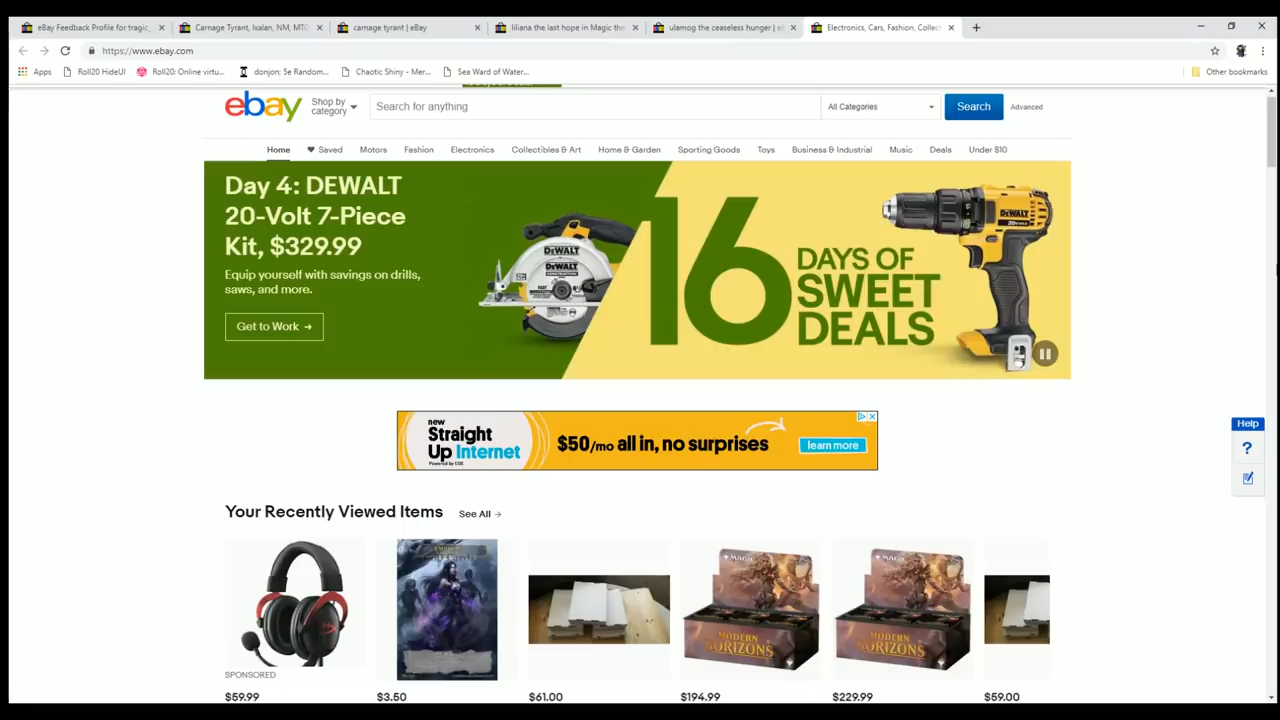 eBay Feedback Profile for tragic_
Carnage Tyrant, Ixalan, NM, MTG
carnage tyrant | eBay
liliana the last hope in Magic the
ulamog the ceaseless hunger | eB
Electronics, Cars, Fashion, Collect
https://www.ebay.com
Apps
Roll20 HideUI
Roll20: Online virtu...
donjon; 5e Random...
Chaotic Shiny - Mer...
Sea Ward of Water...
Other bookmarks
ebay
Shop by
category
Search for anything
All Categories
Search
Advanced
Home
Saved
Motors
Fashion
Electronics
Collectibles & Art
Home & Garden
Sporting Goods
Toys
Business & Industrial
Music
Deals
Under $10
Day 4: DEWALT
20-Volt 7-Piece
Kit, $329.99
Equip yourself with savings on drills,
saws, and more.
Get to Work →
DEWALT
DEWALT
16
DAYS OF
SWEET
DEALS
DEWALT
new
Straight
Up Internet
Powered by COX
$50/mo all in, no surprises
learn more
Help
?
Your Recently Viewed Items
See All →
MAGIC
MODERN
HORIZONS
MAGIC
MODERN
HORIZONS
SPONSORED
$59.99
$3.50
$61.00
$194.99
$229.99
$59.00